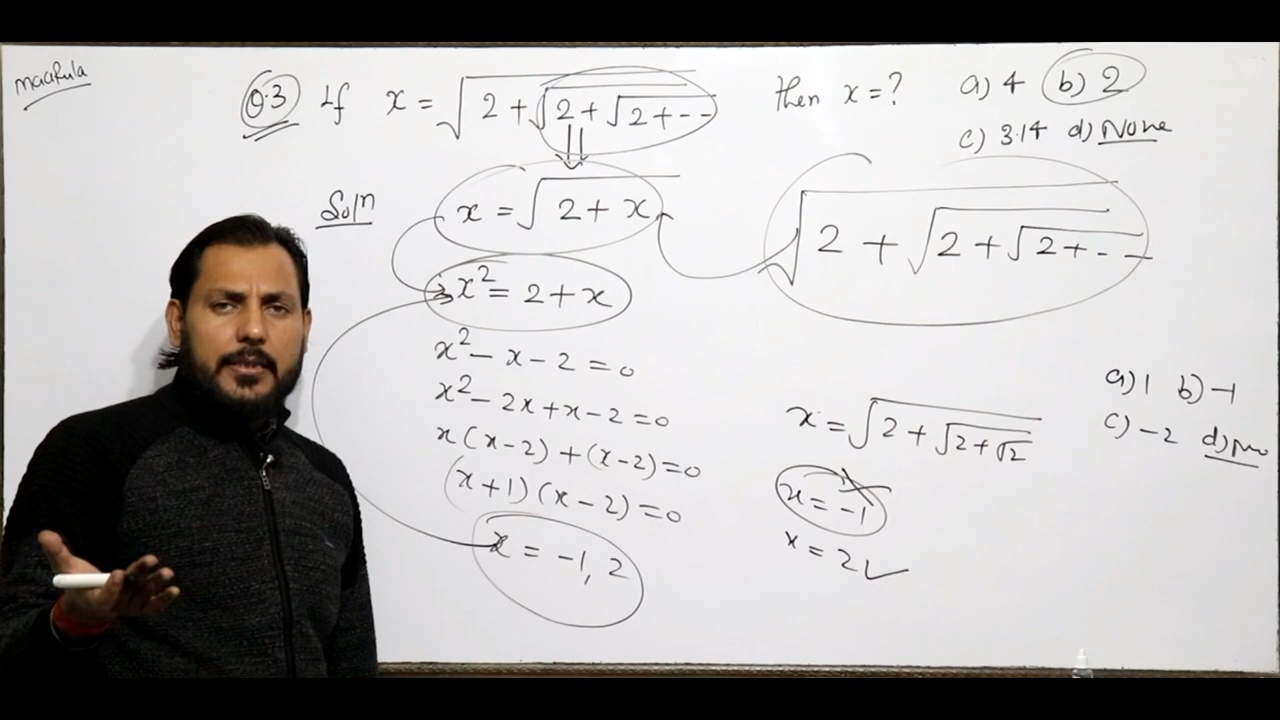 Maarula
Q.3 If x = √(2 + √(2 + √(2 + - - then x = ? a) 4 b) 2
c) 3.14 d) None
Solⁿ
x = √(2 + x)
√(2 + √(2 + √(2 + - -
x² = 2 + x
x² - x - 2 = 0
x² - 2x + x - 2 = 0
x(x-2) + (x-2) = 0
(x+1)(x-2) = 0
x = -1, 2
x = √(2 + √(2 + √2))
x = -1
x = 2 ✓
a) 1 b) -1
c) -2 d) No